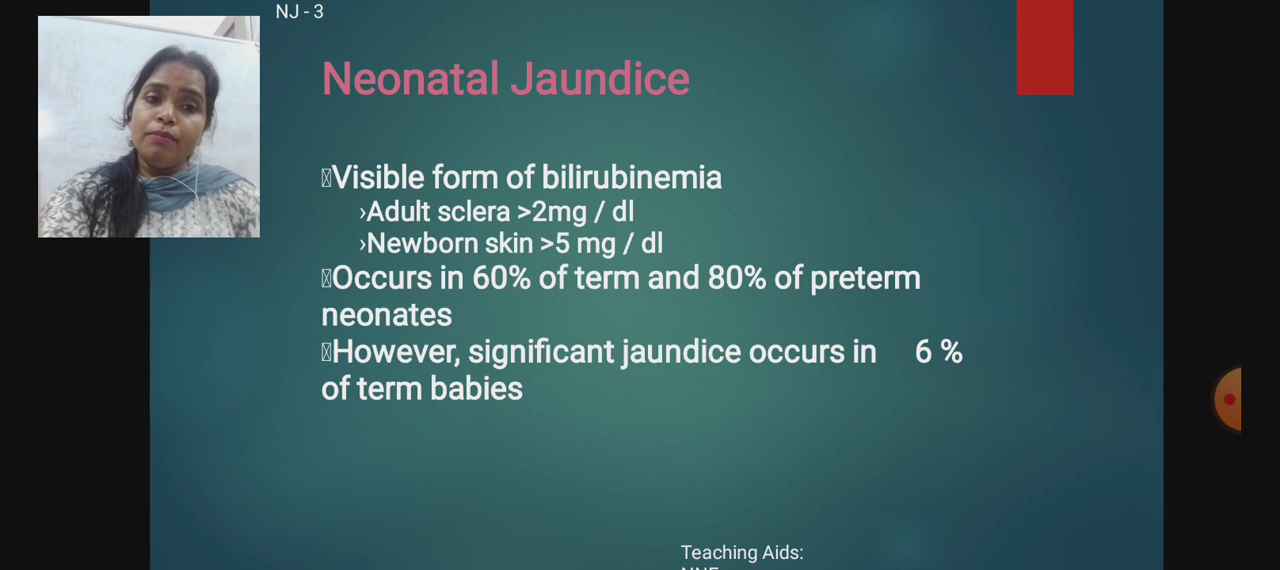 NJ - 3
Neonatal Jaundice
Visible form of bilirubinemia
›Adult sclera >2mg / dl
›Newborn skin >5 mg / dl
Occurs in 60% of term and 80% of preterm
neonates
However, significant jaundice occurs in 6 %
of term babies
Teaching Aids: